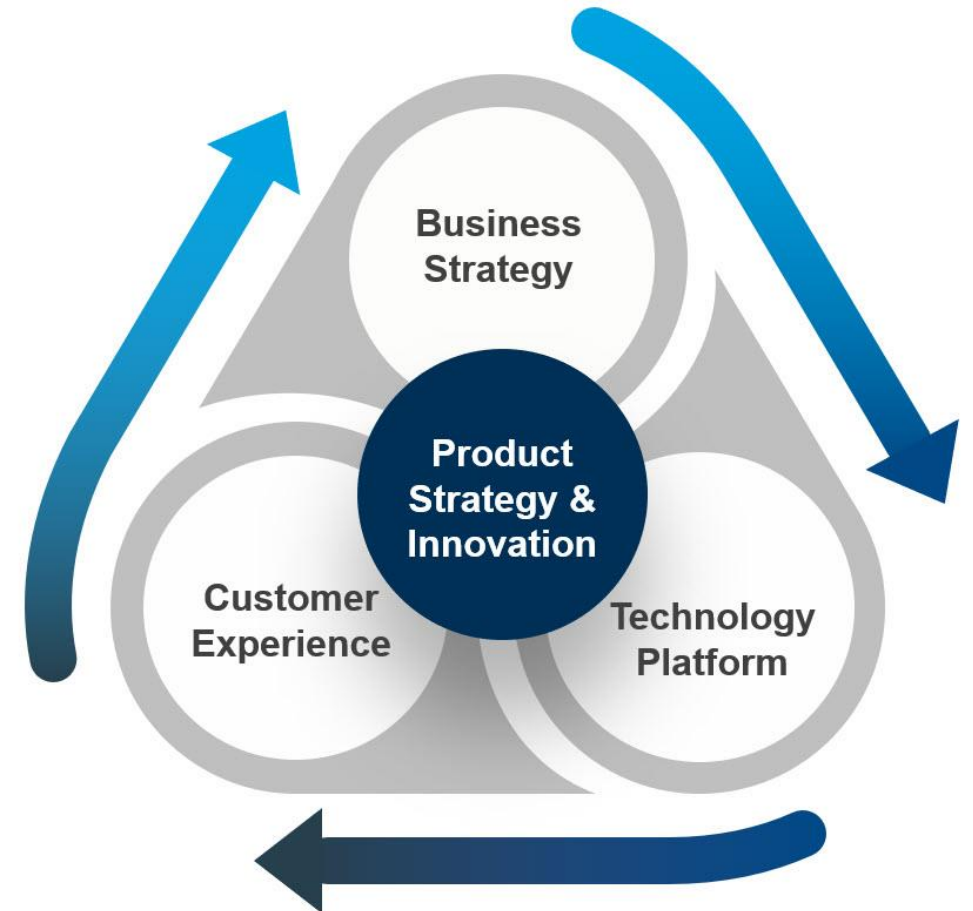 Business
Strategy
Product
Strategy &
Innovation
Customer
Experience
Technology
Platform